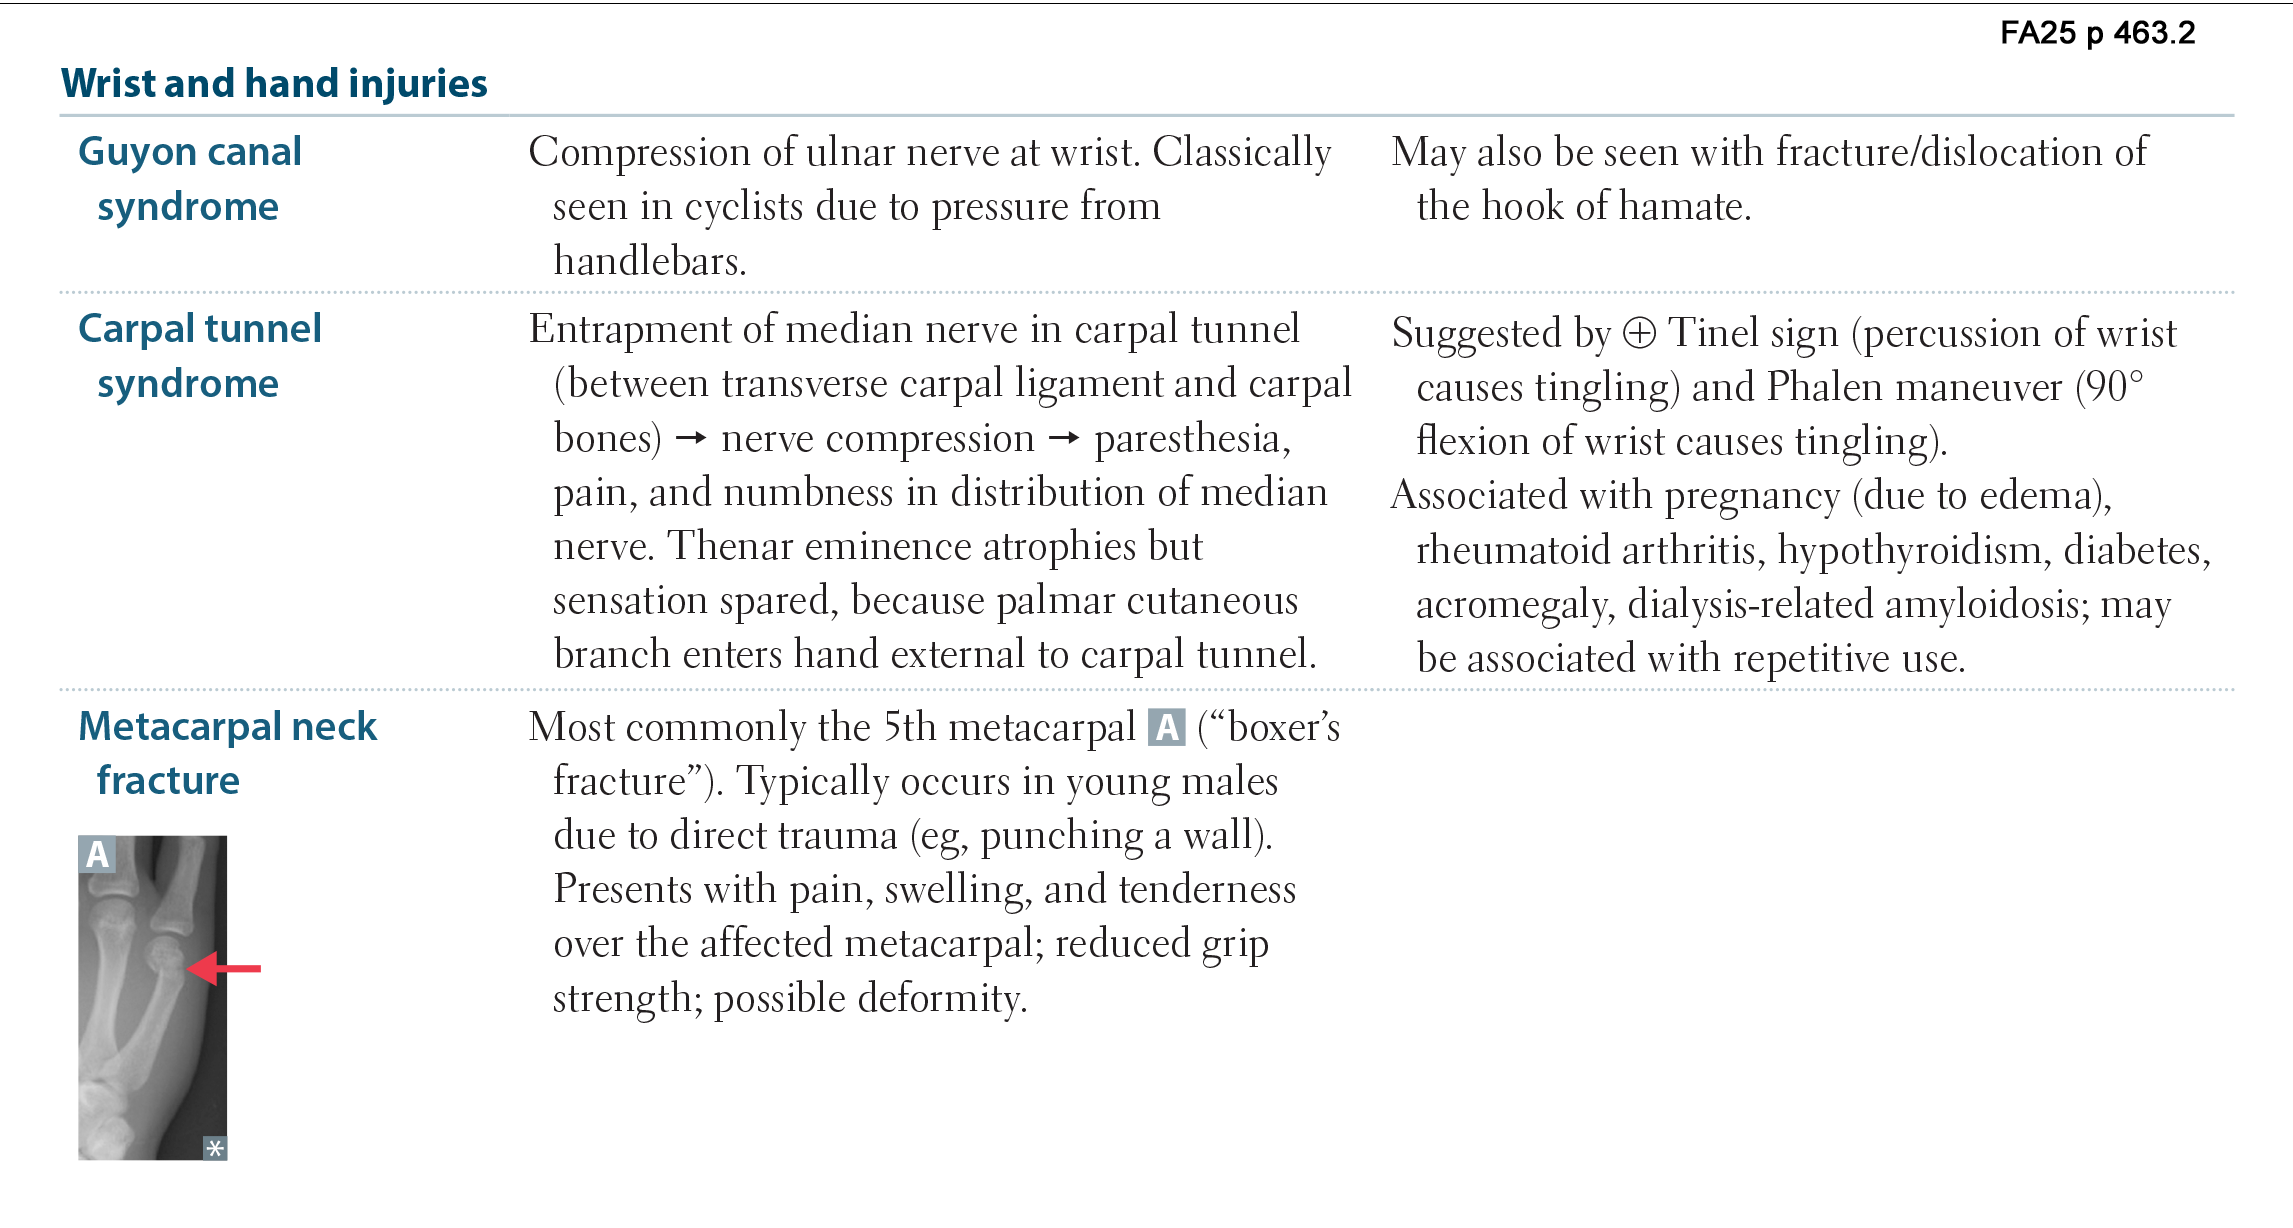 FA25 p 463.2
Wrist and hand injuries
Guyon canal
syndrome
Compression of ulnar nerve at wrist. Classically
seen in cyclists due to pressure from
handlebars.
May also be seen with fracture/dislocation of
the hook of hamate.
Carpal tunnel
syndrome
Entrapment of median nerve in carpal tunnel
(between transverse carpal ligament and carpal
bones) → nerve compression → paresthesia,
pain, and numbness in distribution of median
nerve. Thenar eminence atrophies but
sensation spared, because palmar cutaneous
branch enters hand external to carpal tunnel.
Suggested by ⊕ Tinel sign (percussion of wrist
causes tingling) and Phalen maneuver (90°
flexion of wrist causes tingling).
Associated with pregnancy (due to edema),
rheumatoid arthritis, hypothyroidism, diabetes,
acromegaly, dialysis-related amyloidosis; may
be associated with repetitive use.
Metacarpal neck
fracture
A
*
Most commonly the 5th metacarpal A (“boxer’s
fracture”). Typically occurs in young males
due to direct trauma (eg, punching a wall).
Presents with pain, swelling, and tenderness
over the affected metacarpal; reduced grip
strength; possible deformity.